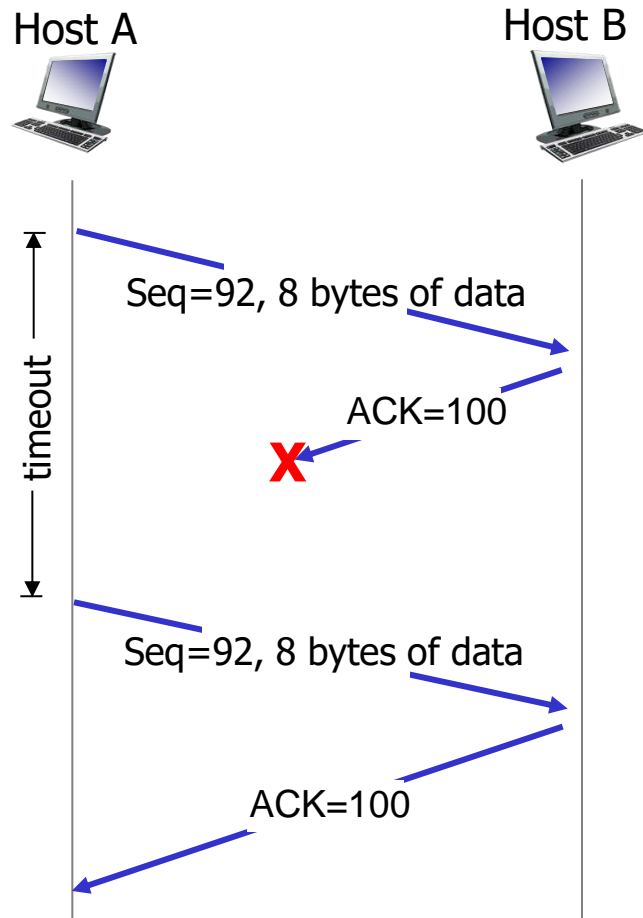 Host A
Host B
Seq=92, 8 bytes of data
ACK=100
X
timeout
Seq=92, 8 bytes of data
ACK=100